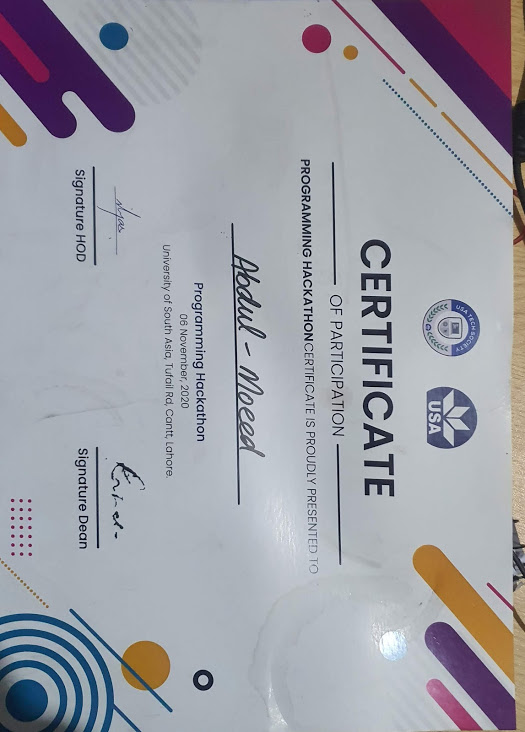 USA TECH SOCIETY
USA
CERTIFICATE
OF PARTICIPATION
PROGRAMMING HACKATHON CERTIFICATE IS PROUDLY PRESENTED TO
Abdul - Moeed
Programming Hackathon
06 November, 2020
University of South Asia, Tufail Rd, Cantt, Lahore.
ilyas
Signature HOD
Signature Dean